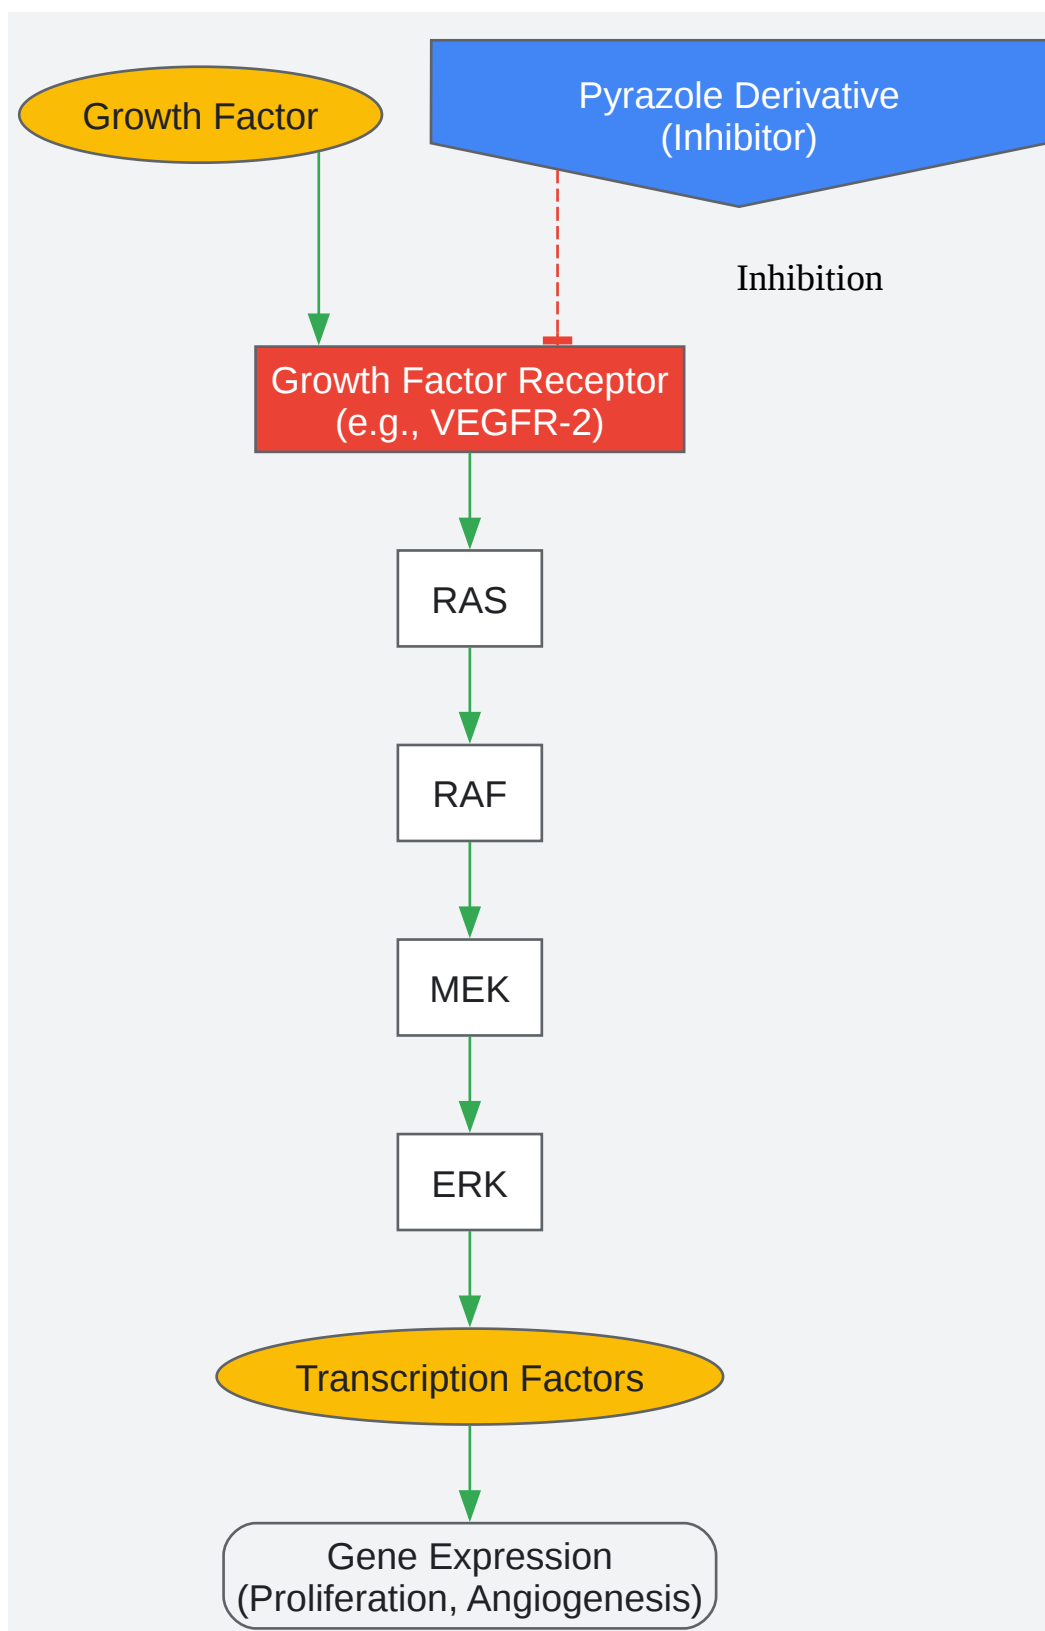 Growth Factor
Pyrazole Derivative
(Inhibitor)
Inhibition
Growth Factor Receptor
(e.g., VEGFR-2)
RAS
RAF
MEK
ERK
Transcription Factors
Gene Expression
(Proliferation, Angiogenesis)